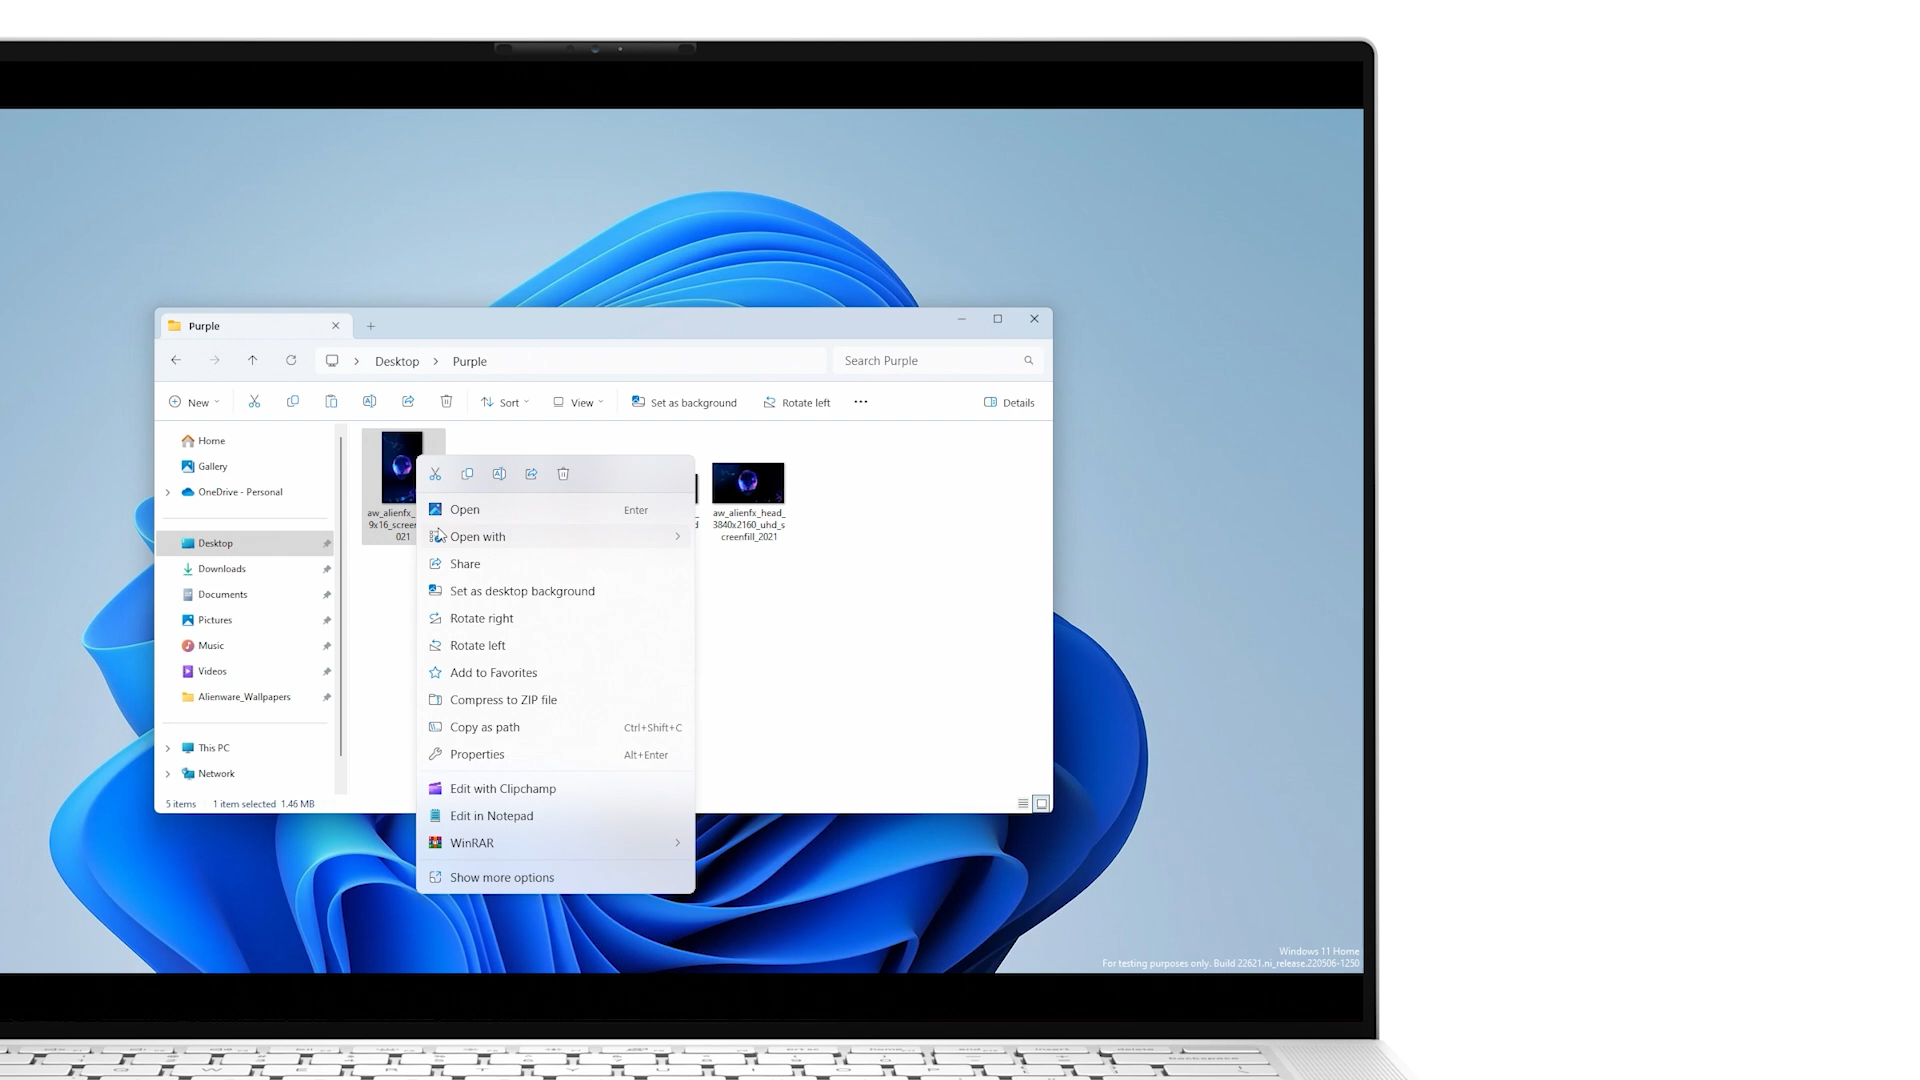 Purple
Desktop
Purple
Search Purple
New
Sort
View
Set as background
Rotate left
Details
Home
Gallery
OneDrive - Personal
Desktop
Downloads
Documents
Pictures
Music
Videos
Alienware_Wallpapers
This PC
Network
5 items
1 item selected 1.46 MB
aw_alienfx_
9x16_screen
021
aw_alienfx_head_
3840x2160_uhd_s
creenfill_2021
Open
Enter
Open with
Share
Set as desktop background
Rotate right
Rotate left
Add to Favorites
Compress to ZIP file
Copy as path
Ctrl+Shift+C
Properties
Alt+Enter
Edit with Clipchamp
Edit in Notepad
WinRAR
Show more options
Windows 11 Home
For testing purposes only. Build 22621.ni_release.220506-1250
backspace